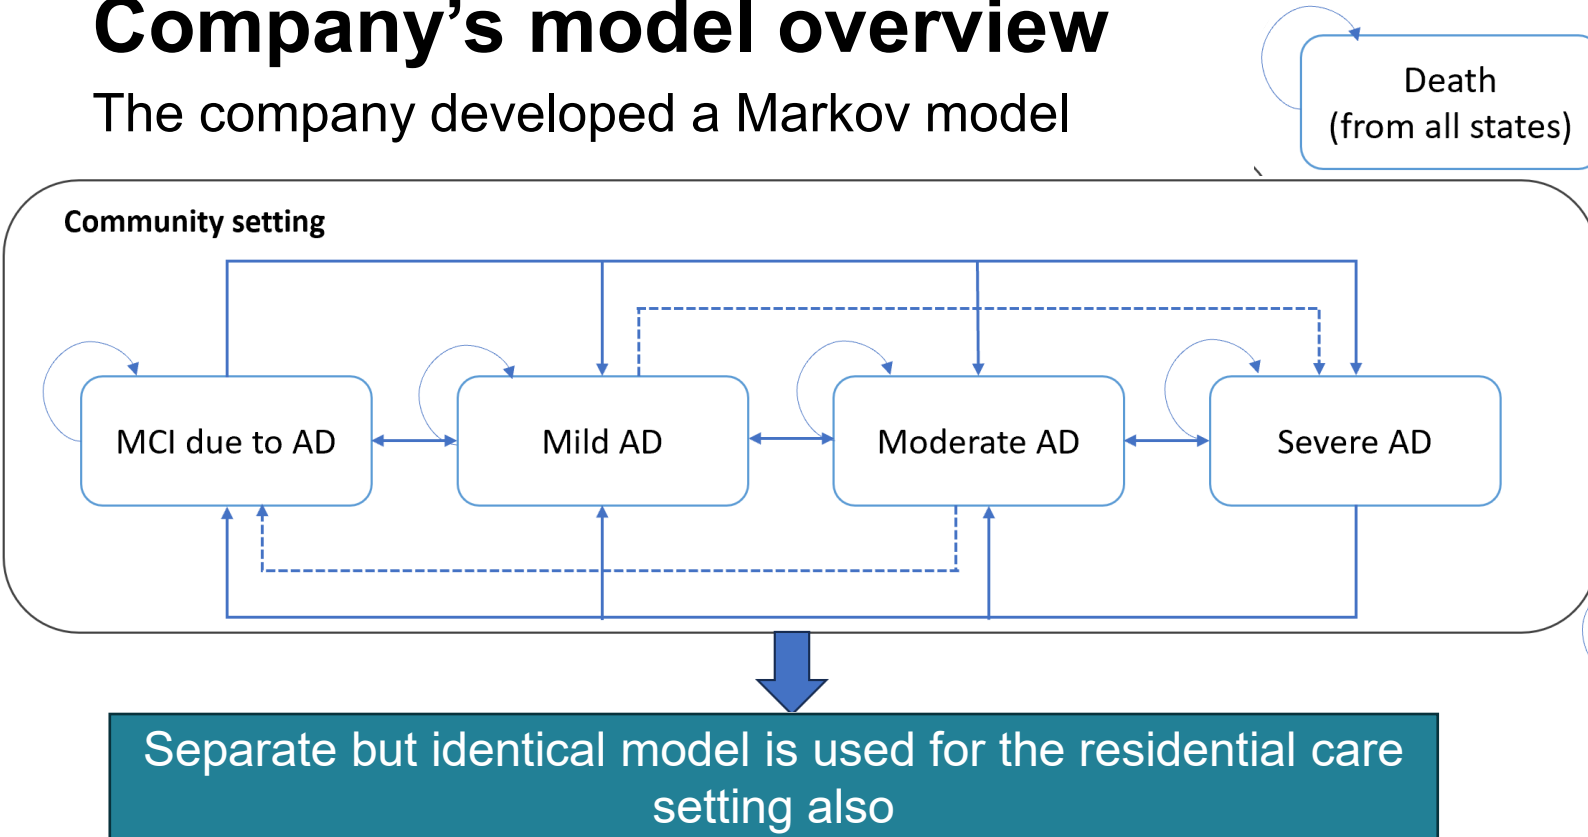 Company’s model overview
The company developed a Markov model
Death
(from all states)
Community setting
MCI due to AD
Mild AD
Moderate AD
Severe AD
Separate but identical model is used for the residential care
setting also